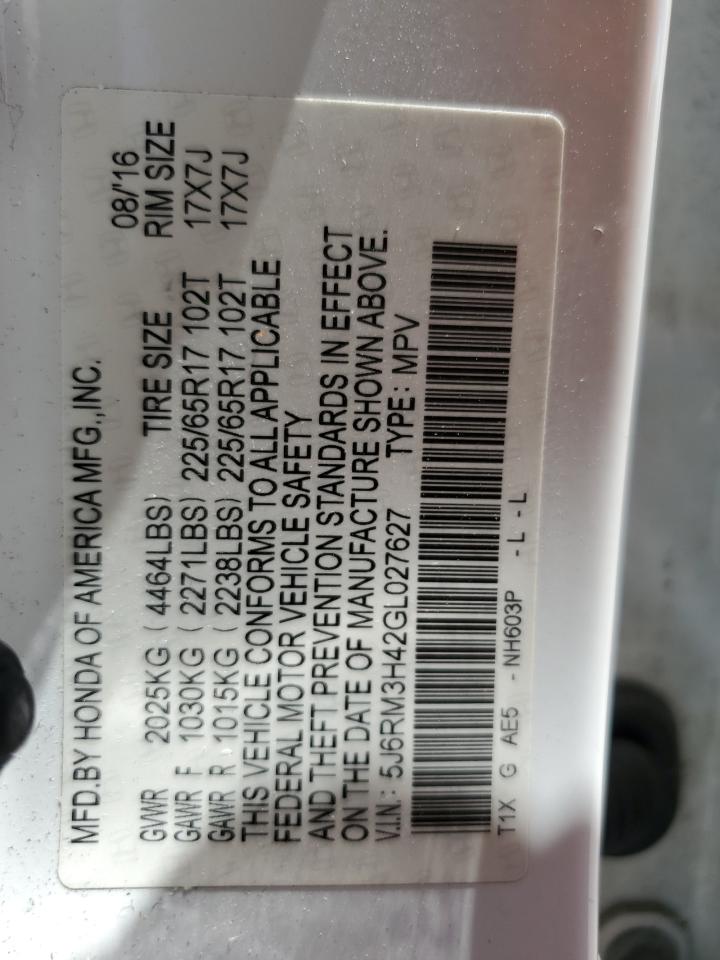 MFD.BY HONDA OF AMERICA MFG.,INC. 08/'16
GVWR 2025KG ( 4464LBS) TIRE SIZE RIM SIZE
GAWR F 1030KG ( 2271LBS) 225/65R17 102T 17X7J
GAWR R 1015KG ( 2238LBS) 225/65R17 102T 17X7J
THIS VEHICLE CONFORMS TO ALL APPLICABLE
FEDERAL MOTOR VEHICLE SAFETY
AND THEFT PREVENTION STANDARDS IN EFFECT
ON THE DATE OF MANUFACTURE SHOWN ABOVE.
V.I.N.: 5J6RM3H42GL027627 TYPE: MPV
T1X G AE5 - NH603P - L - L